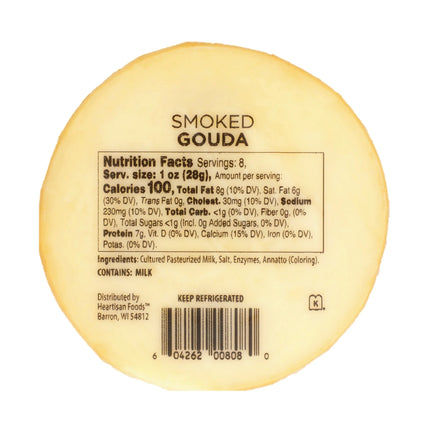 SMOKED
GOUDA
Nutrition Facts Servings: 8,
Serv. size: 1 oz (28g), Amount per serving:
Calories 100, Total Fat 8g (10% DV), Sat. Fat 6g
(30% DV), Trans Fat 0g, Cholest. 30mg (10% DV), Sodium
230mg (10% DV), Total Carb. <1g (0% DV), Fiber 0g, (0%
DV), Total Sugars <1g (Incl. 0g Added Sugars, 0% DV),
Protein 7g, Vit. D (0% DV), Calcium (15% DV), Iron (0% DV),
Potas. (0% DV).
Ingredients: Cultured Pasteurized Milk, Salt, Enzymes, Annatto (Coloring).
CONTAINS: MILK
Distributed by
Heartisan Foods™
Barron, WI 54812
KEEP REFRIGERATED
K
6 04262 00808 0